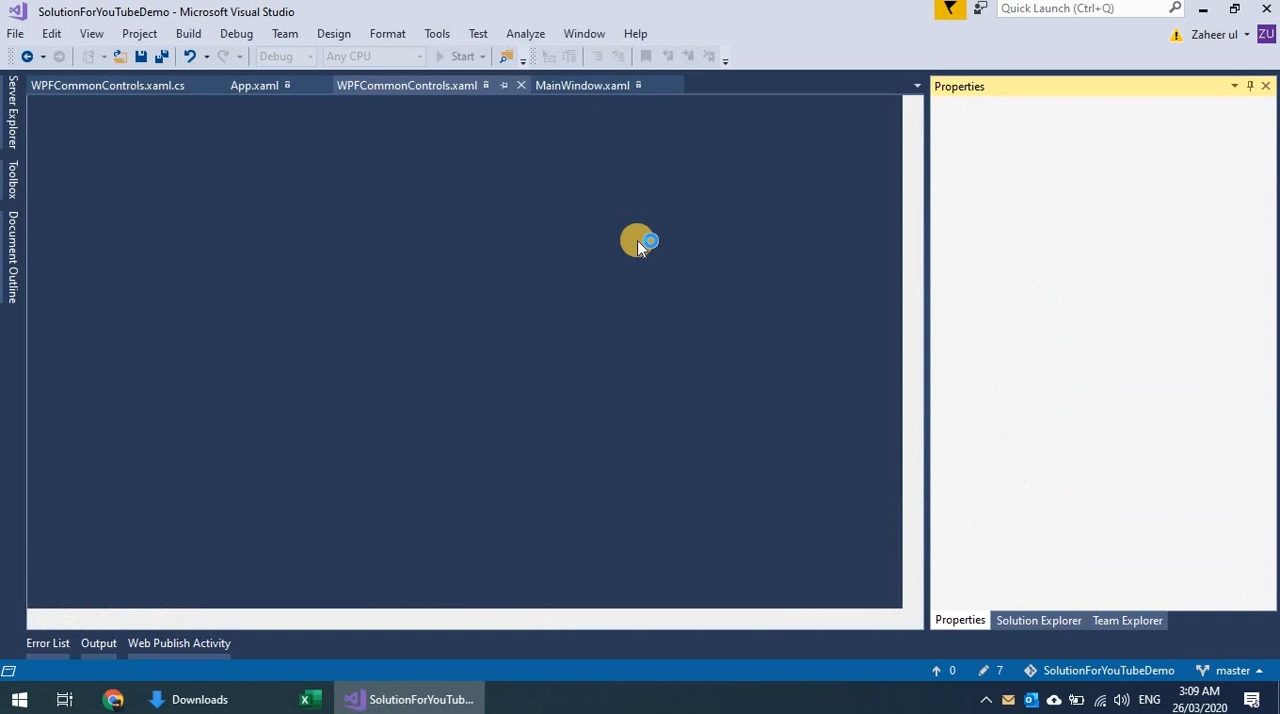 SolutionForYouTubeDemo - Microsoft Visual Studio
Quick Launch (Ctrl+Q)
File Edit View Project Build Debug Team Design Format Tools Test Analyze Window Help
Zaheer ul ZU
Debug Any CPU Start
WPFCommonControls.xaml.cs App.xaml WPFCommonControls.xaml MainWindow.xaml
Properties
Server Explorer
Toolbox
Document Outline
Properties Solution Explorer Team Explorer
Error List Output Web Publish Activity
0 7 SolutionForYouTubeDemo master
Downloads SolutionForYouTub... ENG
3:09 AM
26/03/2020